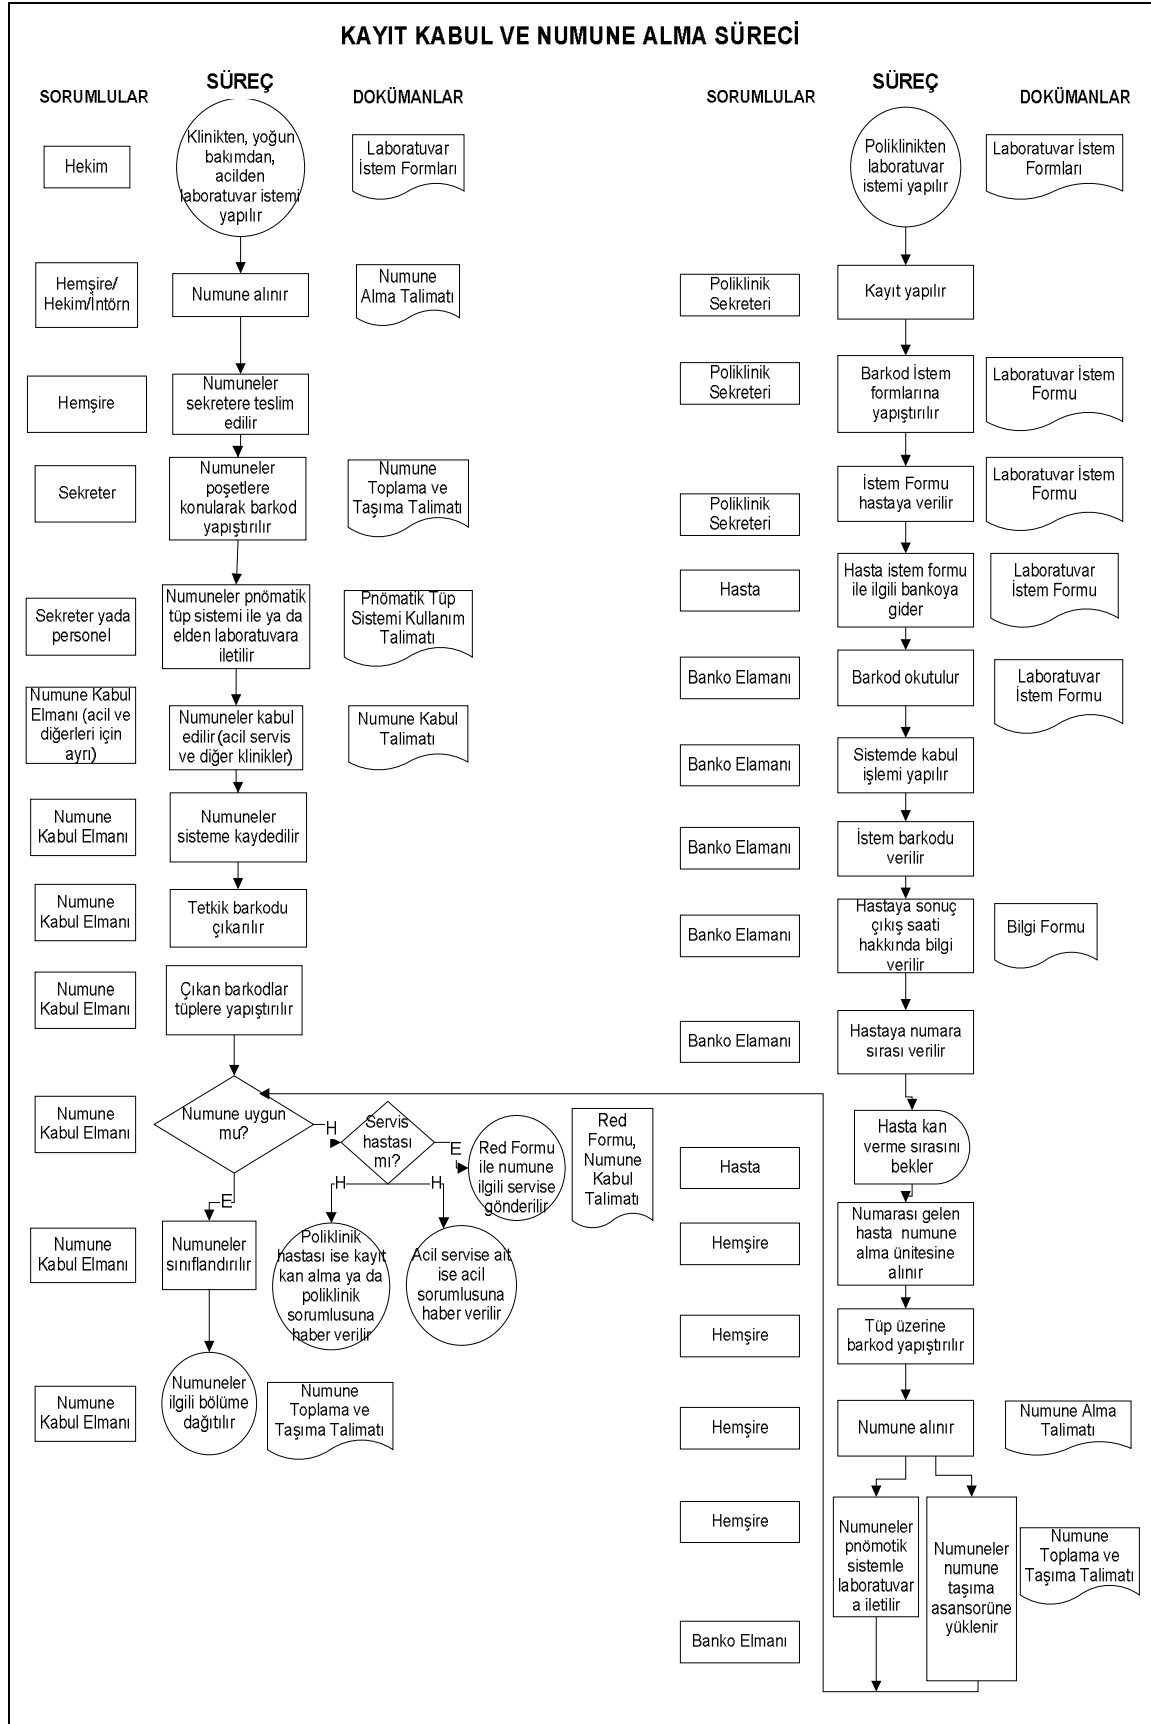 KAYIT KABUL VE NUMUNE ALMA SÜRECİ
SORUMLULAR
SÜREÇ
DOKÜMANLAR
Hekim
Klinikten, yoğun
bakımdan,
acilden
laboratuvar istemi
yapılır
Laboratuvar
İstem Formları
Hemşire/
Hekim/İntörn
Numune alınır
Numune
Alma Talimatı
Hemşire
Numuneler
sekretere teslim
edilir
Sekreter
Numuneler
poşetlere
konularak barkod
yapıştırılır
Numune
Toplama ve
Taşıma Talimatı
Sekreter yada
personel
Numuneler pnömatik
tüp sistemi ile ya da
elden laboratuvara
iletilir
Pnömatik Tüp
Sistemi Kullanım
Talimatı
Numune Kabul
Elmanı (acil ve
diğerleri için
ayrı)
Numuneler kabul
edilir (acil servis
ve diğer klinikler)
Numune Kabul
Talimatı
Numune
Kabul Elmanı
Numuneler
sisteme kaydedilir
Numune
Kabul Elmanı
Tetkik barkodu
çıkarılır
Numune
Kabul Elmanı
Çıkan barkodlar
tüplere yapıştırılır
Numune
Kabul Elmanı
Numune uygun
mu?
H
Servis
hastası
mı?
E
Red Formu
ile numune
ilgili servise
gönderilir
Red
Formu,
Numune
Kabul
Talimatı
E
H
H
Numune
Kabul Elmanı
Numuneler
sınıflandırılır
Poliklinik
hastası ise kayıt
kan alma ya da
poliklinik
sorumlusuna
haber verilir
Acil servise ait
ise acil
sorumlusuna
haber verilir
Numune
Kabul Elmanı
Numuneler
ilgili bölüme
dağıtılır
Numune
Toplama ve
Taşıma Talimatı
SORUMLULAR
SÜREÇ
DOKÜMANLAR
Poliklinikten
laboratuvar
istemi yapılır
Laboratuvar İstem
Formları
Poliklinik
Sekreteri
Kayıt yapılır
Poliklinik
Sekreteri
Barkod İstem
formlarına
yapıştırılır
Laboratuvar İstem
Formu
Poliklinik
Sekreteri
İstem Formu
hastaya verilir
Laboratuvar İstem
Formu
Hasta
Hasta istem formu
ile ilgili bankoya
gider
Laboratuvar
İstem Formu
Banko Elamanı
Barkod okutulur
Laboratuvar
İstem Formu
Banko Elamanı
Sistemde kabul
işlemi yapılır
Banko Elamanı
İstem barkodu
verilir
Banko Elamanı
Hastaya sonuç
çıkış saati
hakkında bilgi
verilir
Bilgi Formu
Banko Elamanı
Hastaya numara
sırası verilir
Hasta
Hasta kan
verme sırasını
bekler
Hemşire
Numarası gelen
hasta numune
alma ünitesine
alınır
Hemşire
Tüp üzerine
barkod yapıştırılır
Hemşire
Numune alınır
Numune Alma
Talimatı
Hemşire
Numuneler
pnömotik
sistemle
laboratuvar
a iletilir
Numuneler
numune
taşıma
asansorüne
yüklenir
Numune
Toplama ve
Taşıma Talimatı
Banko Elmanı